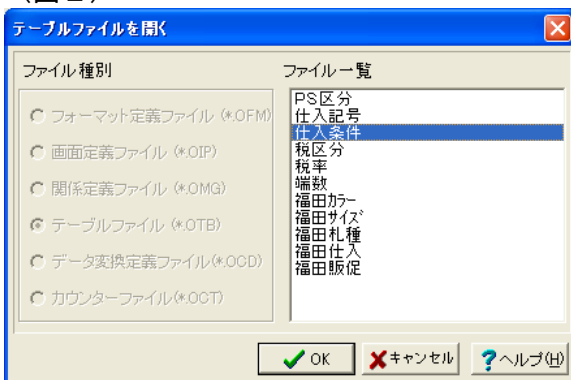 テーブルファイルを開く
ファイル種別
フォーマット定義ファイル (*.OFM)
画面定義ファイル (*.OIP)
関係定義ファイル (*.OMG)
テーブルファイル (*.OTB)
データ変換定義ファイル(*.OCD)
カウンターファイル(*.OCT)
ファイル一覧
PS区分
仕入記号
仕入条件
税区分
税率
端数
福田ｶﾗｰ
福田ｻｲｽﾞ
福田札種
福田仕入
福田販促
OK
キャンセル
ヘルプ(H)